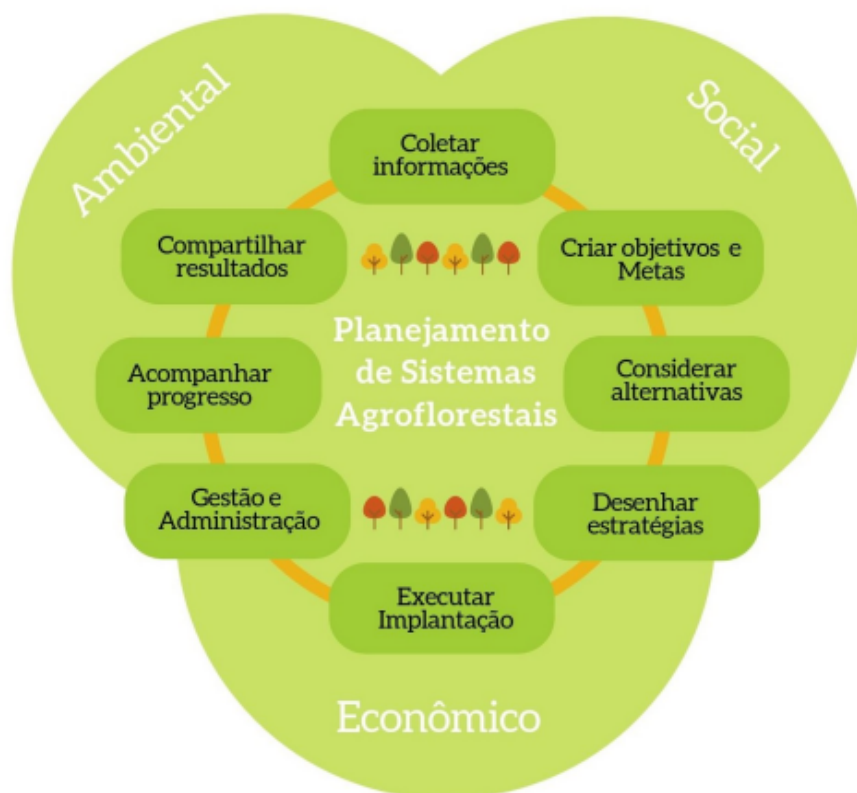 Ambiental
Social
Coletar
informações
Compartilhar
resultados
Criar objetivos e
Metas
Planejamento
de Sistemas
Agroflorestais
Acompanhar
progresso
Considerar
alternativas
Gestão e
Administração
Desenhar
estratégias
Executar
Implantação
Econômico